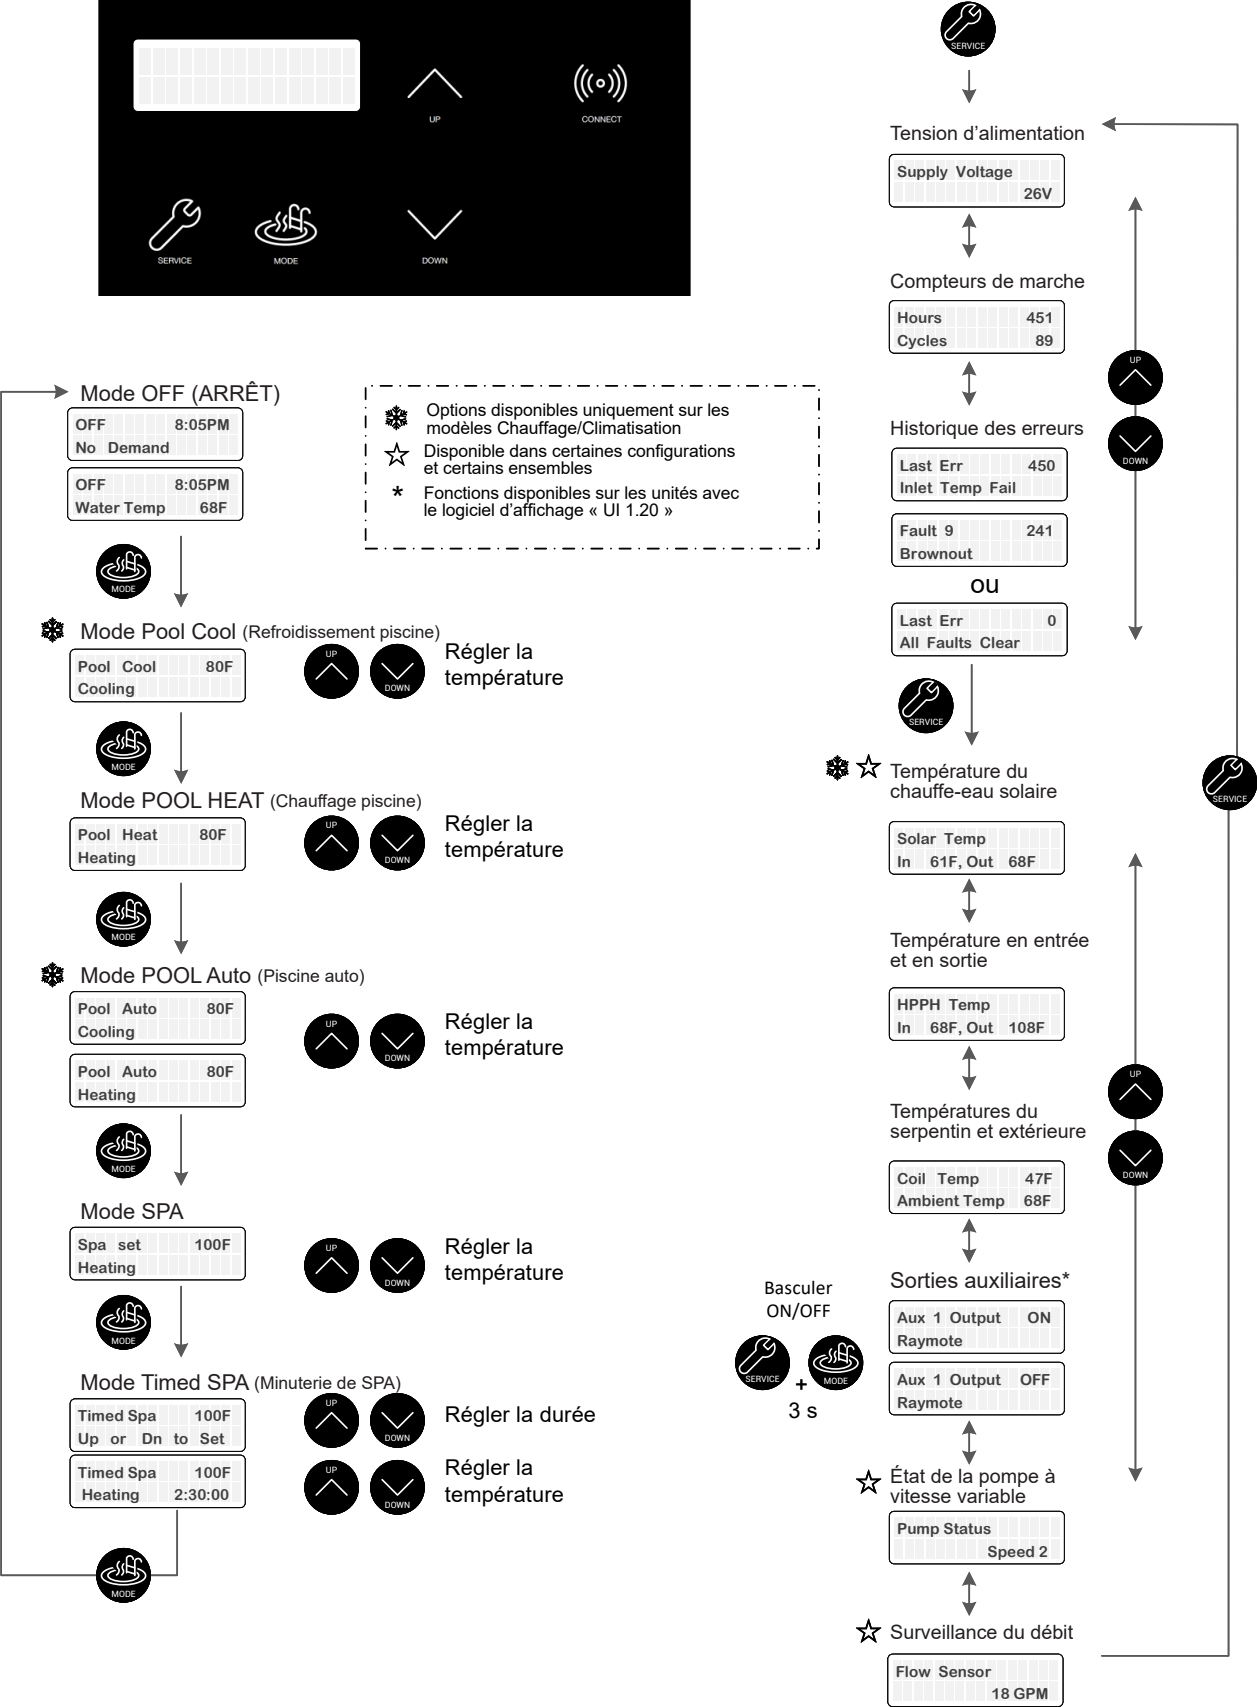 UP
CONNECT
SERVICE
MODE
DOWN
Mode OFF (ARRÊT)
OFF 8:05PM
No Demand
OFF 8:05PM
Water Temp 68F
MODE
❄ Options disponibles uniquement sur les
modèles Chauffage/Climatisation
☆ Disponible dans certaines configurations
et certains ensembles
* Fonctions disponibles sur les unités avec
le logiciel d’affichage « UI 1.20 »
Mode Pool Cool (Refroidissement piscine)
Pool Cool 80F
Cooling
UP
DOWN
Régler la
température
MODE
Mode POOL HEAT (Chauffage piscine)
Pool Heat 80F
Heating
UP
DOWN
Régler la
température
MODE
Mode POOL Auto (Piscine auto)
Pool Auto 80F
Cooling
Pool Auto 80F
Heating
UP
DOWN
Régler la
température
MODE
Mode SPA
Spa set 100F
Heating
UP
DOWN
Régler la
température
MODE
Mode Timed SPA (Minuterie de SPA)
Timed Spa 100F
Up or Dn to Set
UP
DOWN
Régler la durée
Timed Spa 100F
Heating 2:30:00
UP
DOWN
Régler la
température
MODE
SERVICE
Tension d’alimentation
Supply Voltage
26V
Compteurs de marche
Hours 451
Cycles 89
UP
DOWN
Historique des erreurs
Last Err 450
Inlet Temp Fail
Fault 9 241
Brownout
ou
Last Err 0
All Faults Clear
SERVICE
SERVICE
Température du
chauffe-eau solaire
Solar Temp
In 61F, Out 68F
Température en entrée
et en sortie
HPPH Temp
In 68F, Out 108F
UP
DOWN
Températures du
serpentin et extérieure
Coil Temp 47F
Ambient Temp 68F
Sorties auxiliaires*
Aux 1 Output ON
Raymote
Aux 1 Output OFF
Raymote
Basculer
ON/OFF
SERVICE
+
MODE
3 s
État de la pompe à
vitesse variable
Pump Status
Speed 2
Surveillance du débit
Flow Sensor
18 GPM